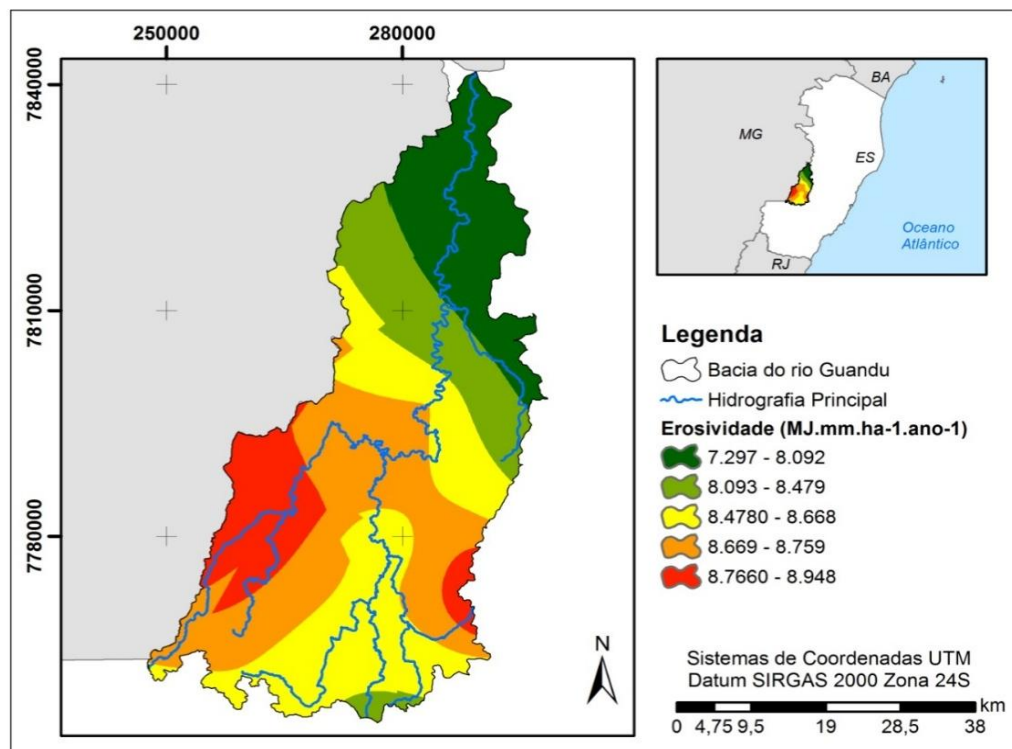 250000 280000
7840000
7810000
7780000
BA
MG
ES
Oceano
Atlântico
RJ
Legenda
Bacia do rio Guandu
Hidrografia Principal
Erosividade (MJ.mm.ha-1.ano-1)
7.297 - 8.092
8.093 - 8.479
8.4780 - 8.668
8.669 - 8.759
8.7660 - 8.948
N
Sistemas de Coordenadas UTM
Datum SIRGAS 2000 Zona 24S
km
0 4,75 9,5 19 28,5 38